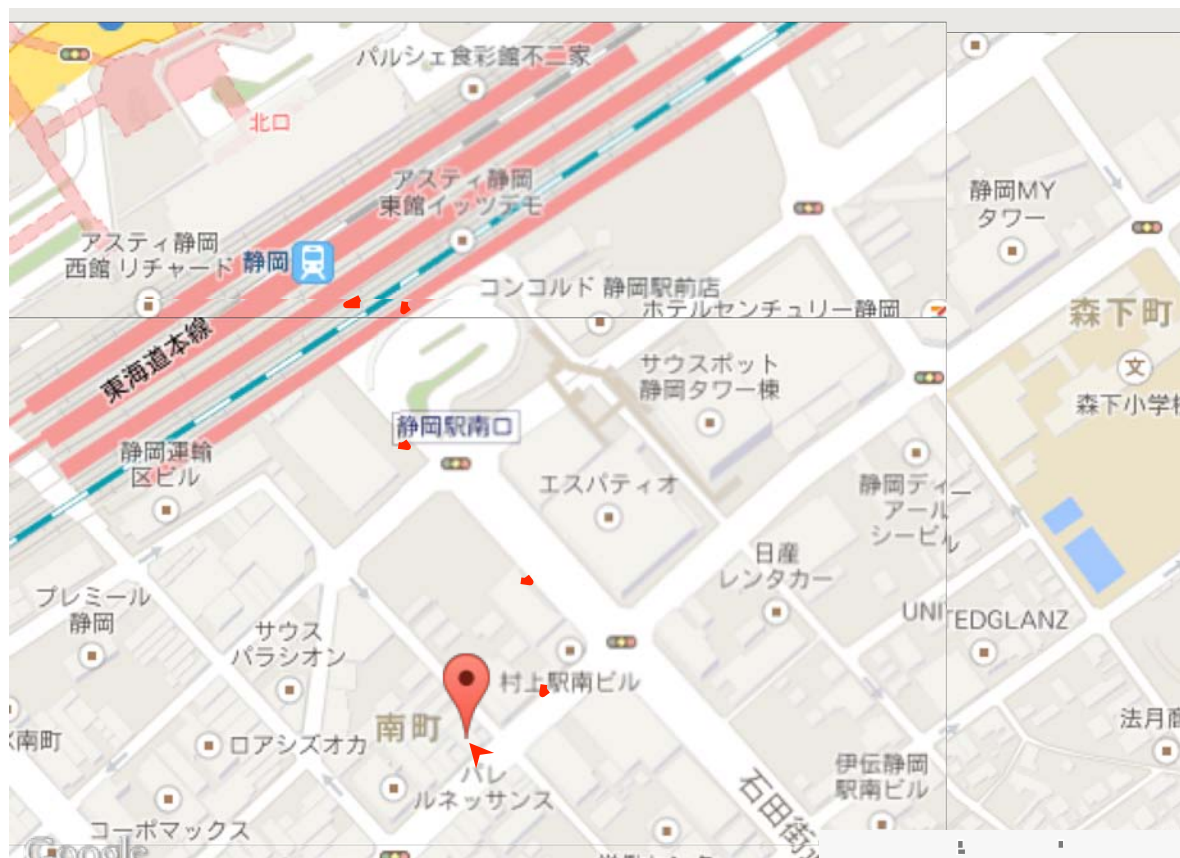 パルシェ食彩館不二家
北口
アスティ静岡
東館イッツデモ
静岡MY
タワー
アスティ静岡
西館 リチャード
静岡
コンコルド 静岡駅前店
ホテルセンチュリー静岡
森下町
東海道本線
サウスポット
静岡タワー棟
文
森下小学校
静岡駅南口
静岡運輸
区ビル
エスパティオ
静岡ディー
アール
シービル
日産
レンタカー
プレミール
静岡
サウス
パラシオン
UNITEDGLANZ
村上駅南ビル
南町
ロアシズオカ
南町
法月商
パレ
ルネッサンス
伊伝静岡
駅南ビル
石田街
コーポマックス
Google